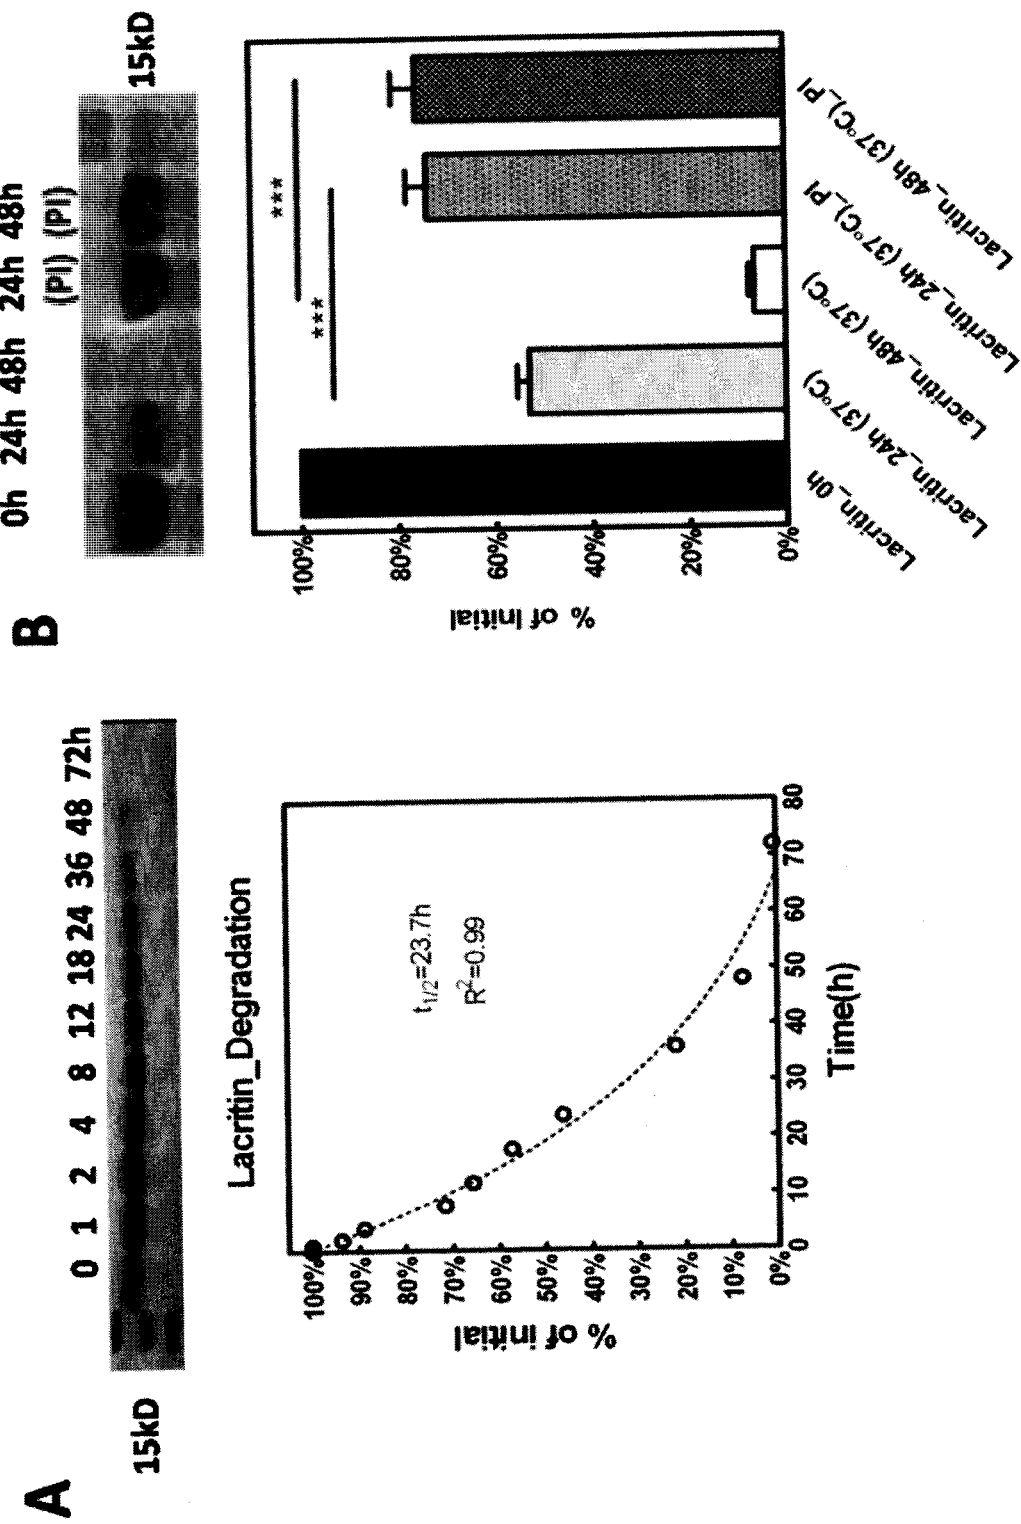 A
0 1 2 4 8 12 18 24 36 48 72h
15kD
Lacritin_Degradation
% of initial
100%
90%
80%
70%
60%
50%
40%
30%
20%
10%
0%
t1/2=23.7h
R²=0.99
0 10 20 30 40 50 60 70 80
Time(h)
B
0h 24h 48h 24h 48h
(PI) (PI)
15kD
% of Initial
100%
80%
60%
40%
20%
0%
***
***
Lacritin_0h
Lacritin_24h (37°C)
Lacritin_48h (37°C)
Lacritin_24h (37°C)_PI
Lacritin_48h (37°C)_PI